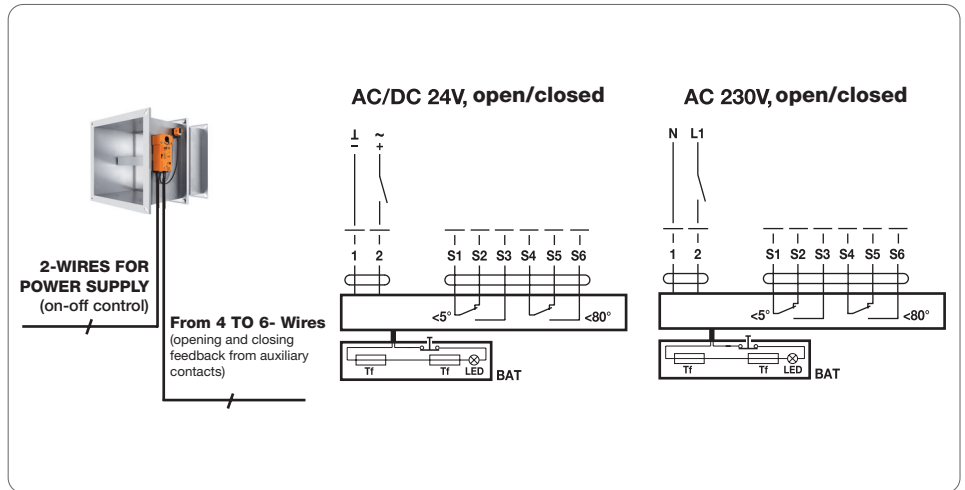 2-WIRES FOR
POWER SUPPLY
(on-off control)
From 4 TO 6- Wires
(opening and closing
feedback from auxiliary
contacts)
AC/DC 24V, open/closed
⊥ ~
− +
1 2 S1 S2 S3 S4 S5 S6
<5° <80°
Tf Tf LED BAT
AC 230V, open/closed
N L1
1 2 S1 S2 S3 S4 S5 S6
<5° <80°
Tf Tf LED BAT